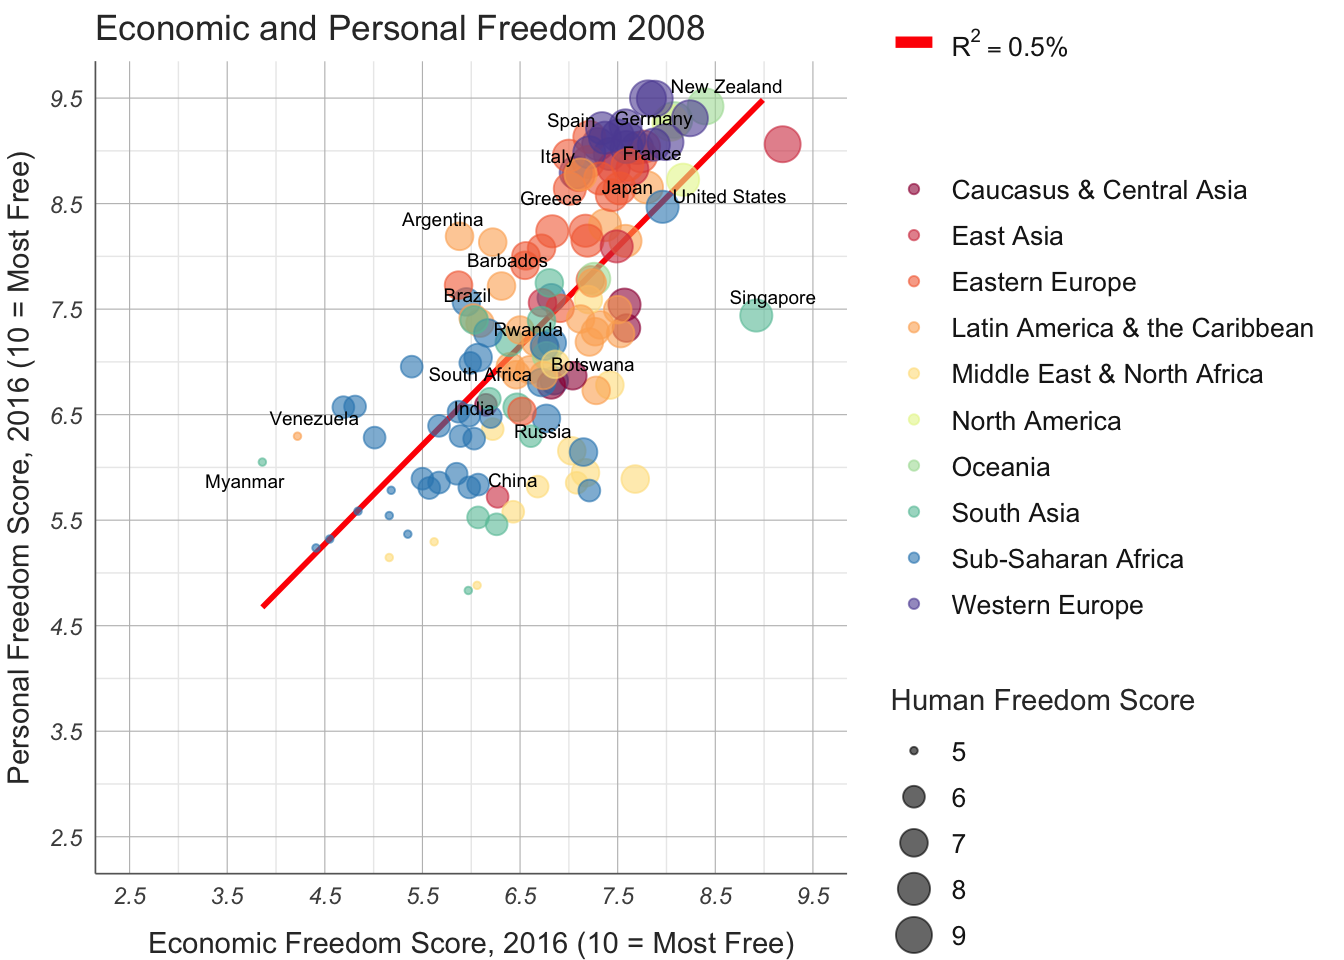 Economic and Personal Freedom 2008
R² = 0.5%
New Zealand
Spain
Germany
Italy
France
Greece
Japan
United States
Argentina
Barbados
Brazil
Singapore
Rwanda
South Africa
Botswana
India
Venezuela
Russia
Myanmar
China
9.5
8.5
7.5
6.5
5.5
4.5
3.5
2.5
Personal Freedom Score, 2016 (10 = Most Free)
2.5 3.5 4.5 5.5 6.5 7.5 8.5 9.5
Economic Freedom Score, 2016 (10 = Most Free)
Caucasus & Central Asia
East Asia
Eastern Europe
Latin America & the Caribbean
Middle East & North Africa
North America
Oceania
South Asia
Sub-Saharan Africa
Western Europe
Human Freedom Score
5
6
7
8
9